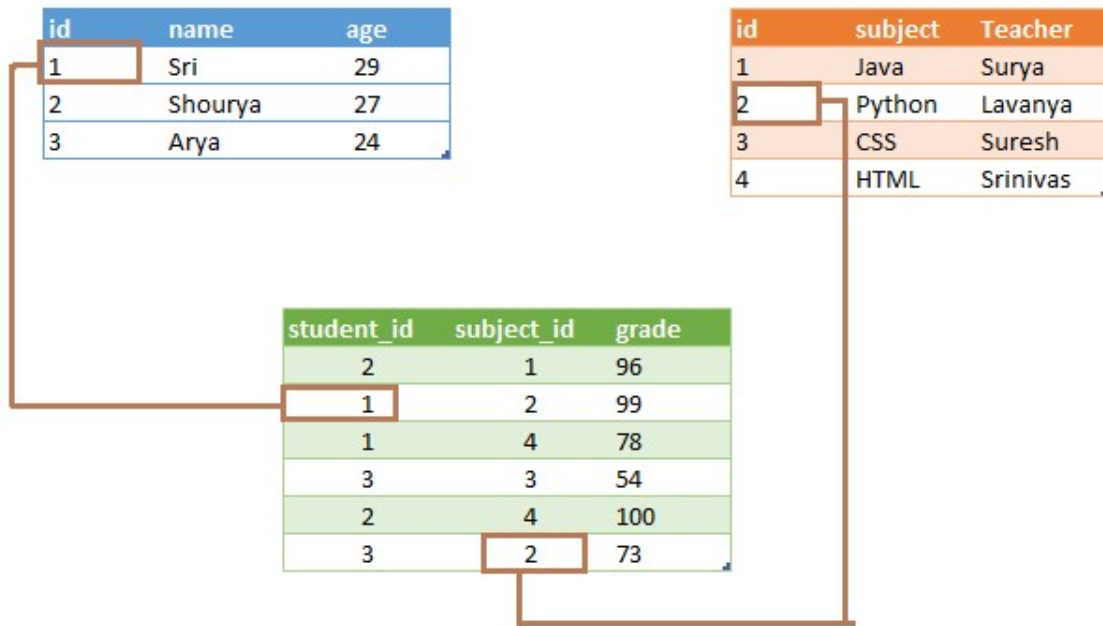 id name age
1 Sri 29
2 Shourya 27
3 Arya 24
id subject Teacher
1 Java Surya
2 Python Lavanya
3 CSS Suresh
4 HTML Srinivas
student_id subject_id grade
2 1 96
1 2 99
1 4 78
3 3 54
2 4 100
3 2 73